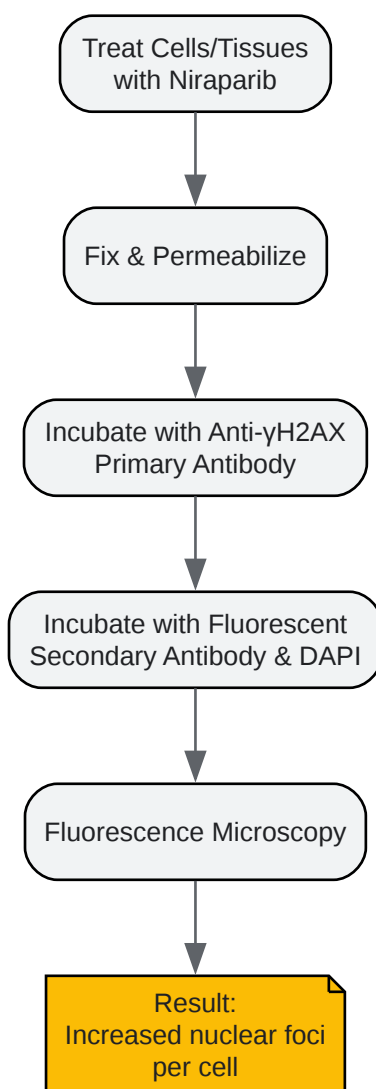 Treat Cells/Tissues
with Niraparib
Fix & Permeabilize
Incubate with Anti-γH2AX
Primary Antibody
Incubate with Fluorescent
Secondary Antibody & DAPI
Fluorescence Microscopy
Result:
Increased nuclear foci
per cell